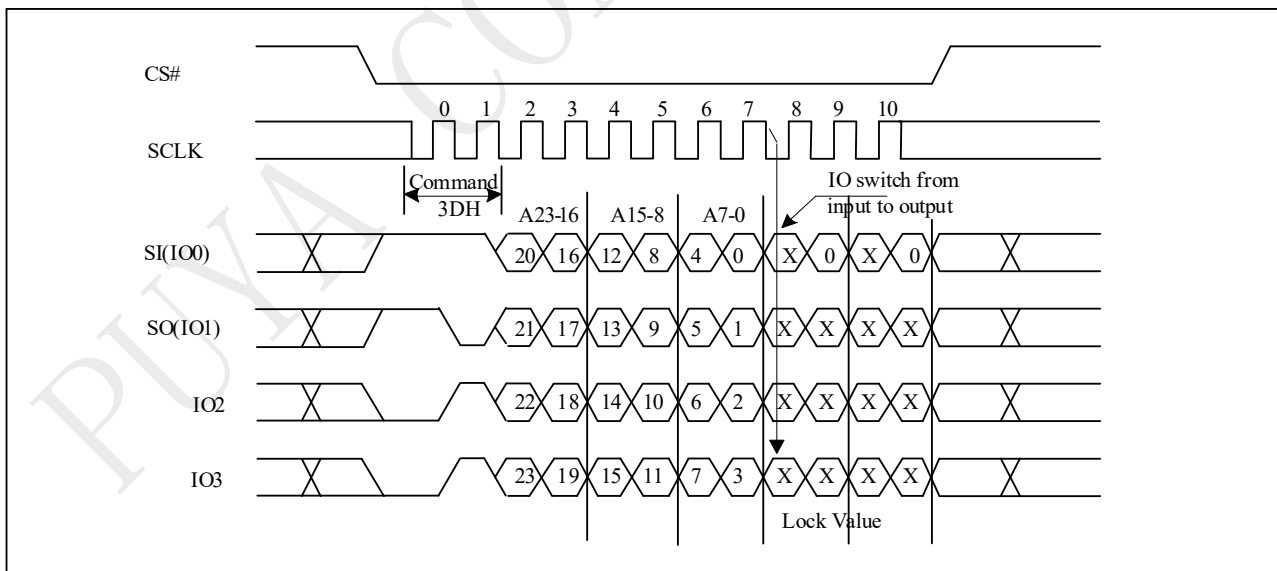 PUYA CO
CS#
0 1 2 3 4 5 6 7 8 9 10
SCLK
Command
3DH
IO switch from
input to output
A23-16 A15-8 A7-0
SI(IO0) 20 16 12 8 4 0 X 0 X 0
SO(IO1) 21 17 13 9 5 1 X X X X
IO2 22 18 14 10 6 2 X X X X
IO3 23 19 15 11 7 3 X X X X
Lock Value